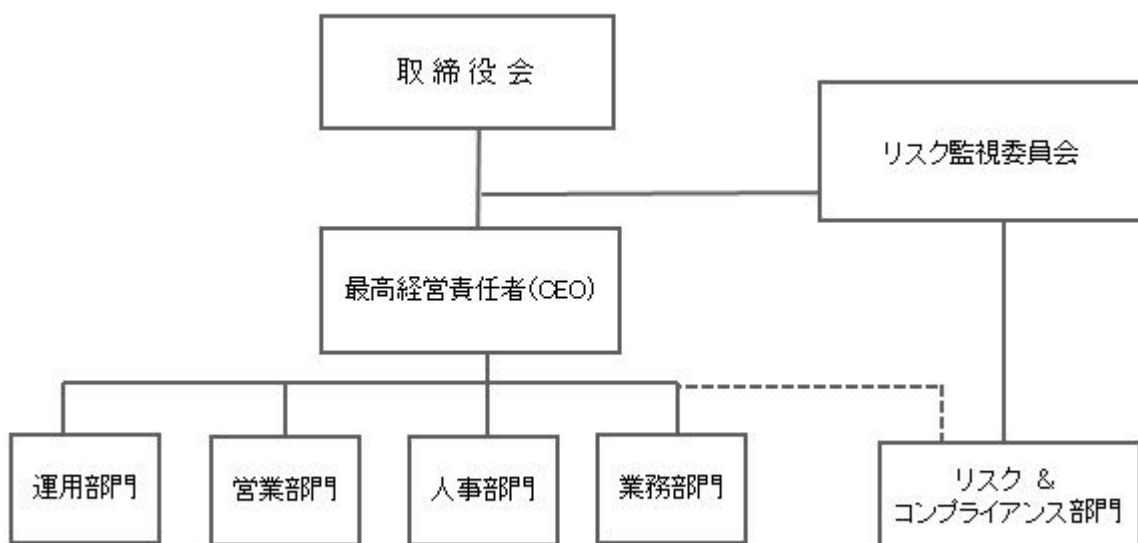 取締役会
リスク監視委員会
最高経営責任者(CEO)
運用部門
営業部門
人事部門
業務部門
リスク &
コンプライアンス部門